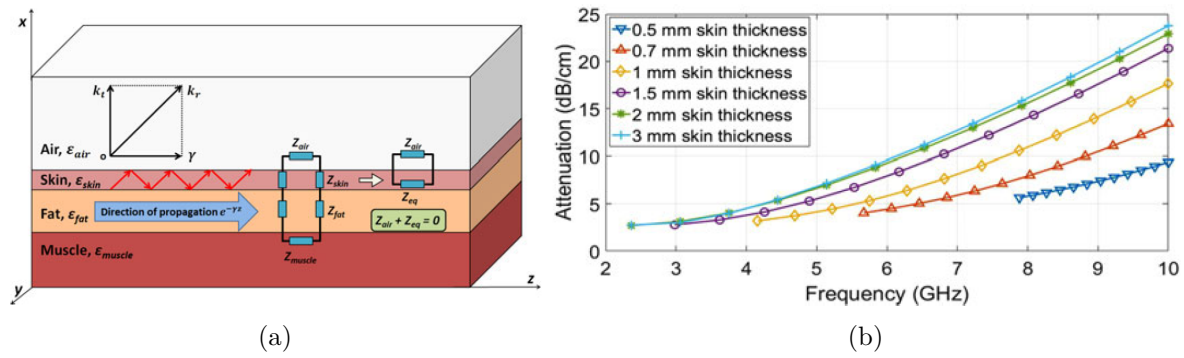 x
k_t
k_r
o
γ
Air, ε_air
Z_air
Z_air
Skin, ε_skin
Z_skin
Z_eq
Fat, ε_fat
Direction of propagation e^{-γz}
Z_fat
Z_air + Z_eq = 0
Muscle, ε_muscle
Z_muscle
y
z
(a)
Attenuation (dB/cm)
25
20
15
10
5
0
0.5 mm skin thickness
0.7 mm skin thickness
1 mm skin thickness
1.5 mm skin thickness
2 mm skin thickness
3 mm skin thickness
2 3 4 5 6 7 8 9 10
Frequency (GHz)
(b)